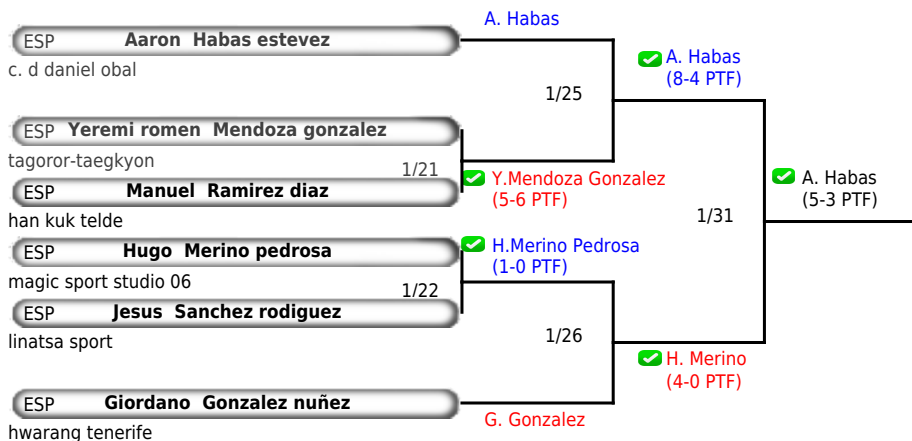 A. Habas
ESP Aaron Habas estevez
c. d daniel obal
A. Habas
(8-4 PTF)
1/25
ESP Yeremi romen Mendoza gonzalez
tagoror-taegkyon
1/21
Y.Mendoza Gonzalez
(5-6 PTF)
ESP Manuel Ramirez diaz
han kuk telde
A. Habas
(5-3 PTF)
1/31
ESP Hugo Merino pedrosa
magic sport studio 06
H.Merino Pedrosa
(1-0 PTF)
1/22
ESP Jesus Sanchez rodiguez
linatsa sport
1/26
H. Merino
(4-0 PTF)
ESP Giordano Gonzalez nuñez
hwarang tenerife
G. Gonzalez